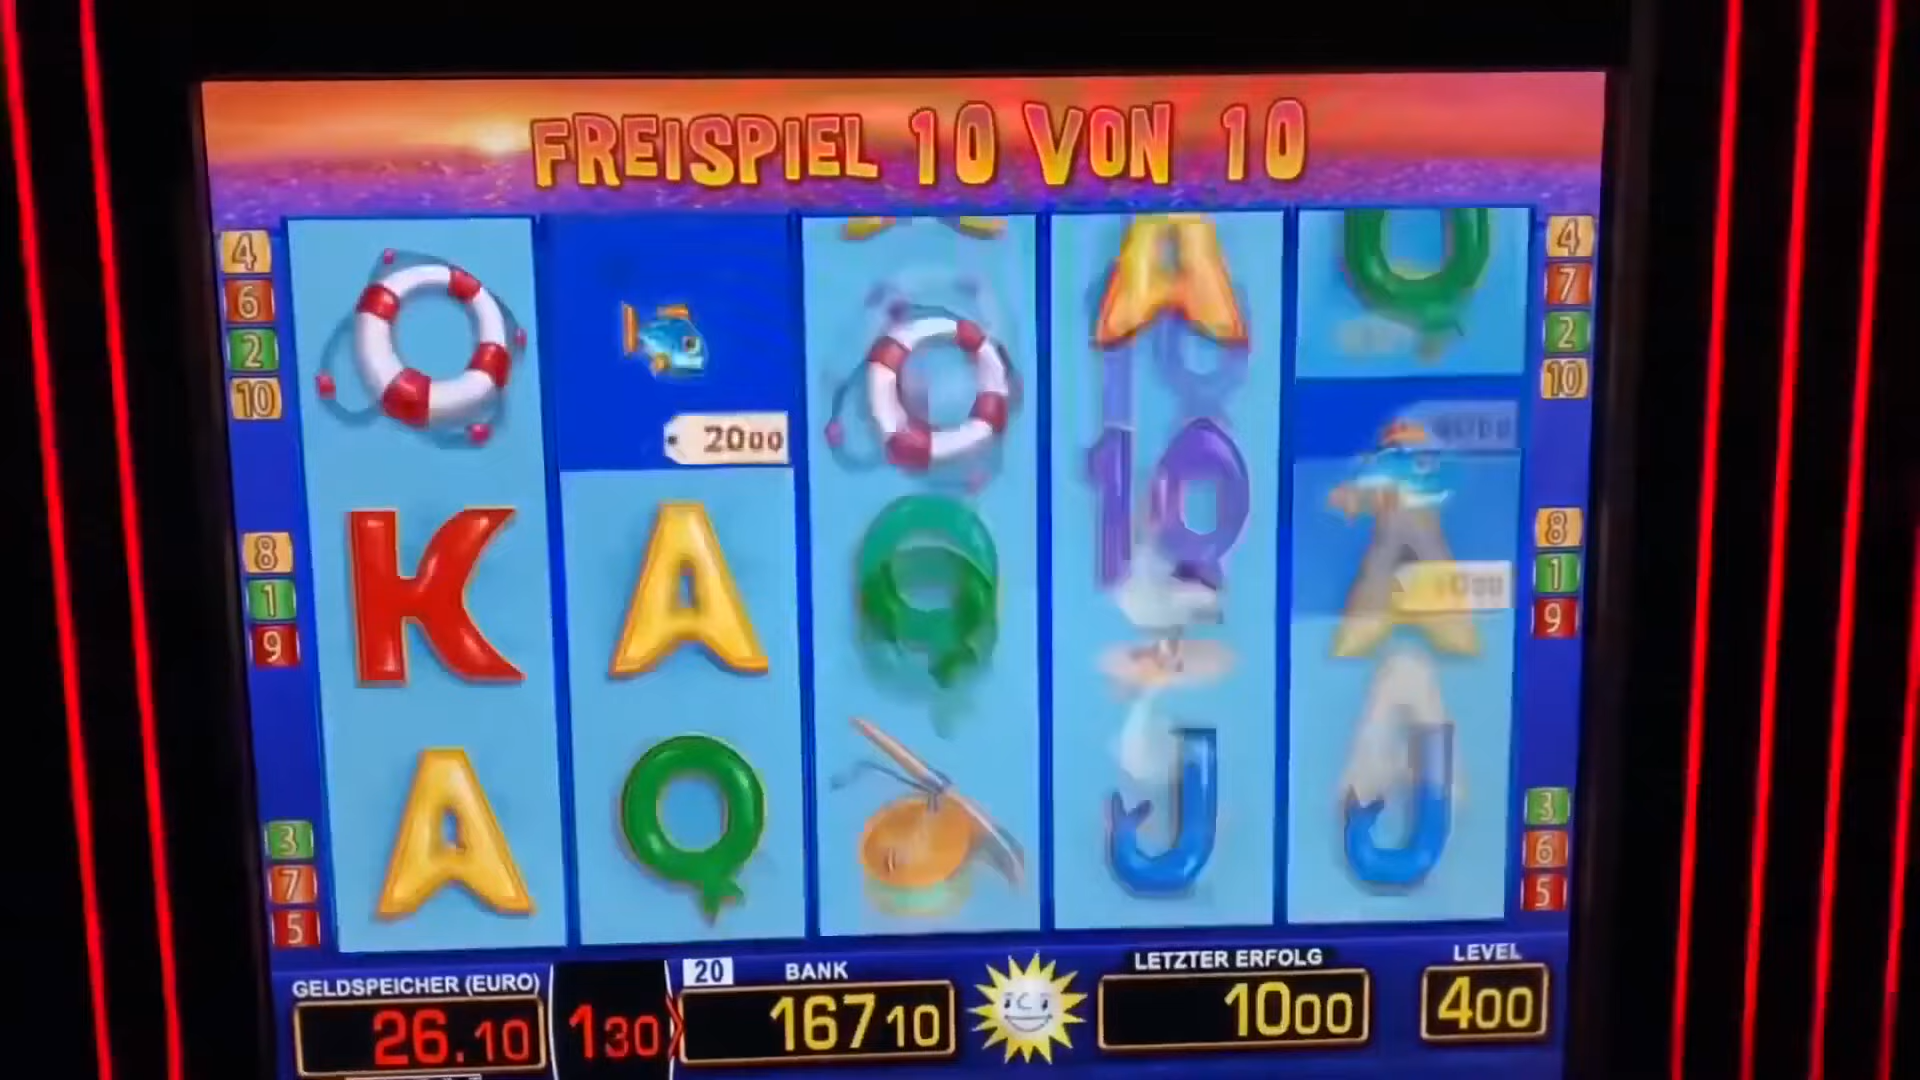 FREISPIEL 10 VON 10
4
6
2
10
8
1
9
3
7
5
2000
K
A
A
Q
Q
A
10
J
Q
A
J
4
7
2
10
8
1
9
3
6
5
GELDSPEICHER (EURO)
26.10
130
20
BANK
16710
LETZTER ERFOLG
1000
LEVEL
400